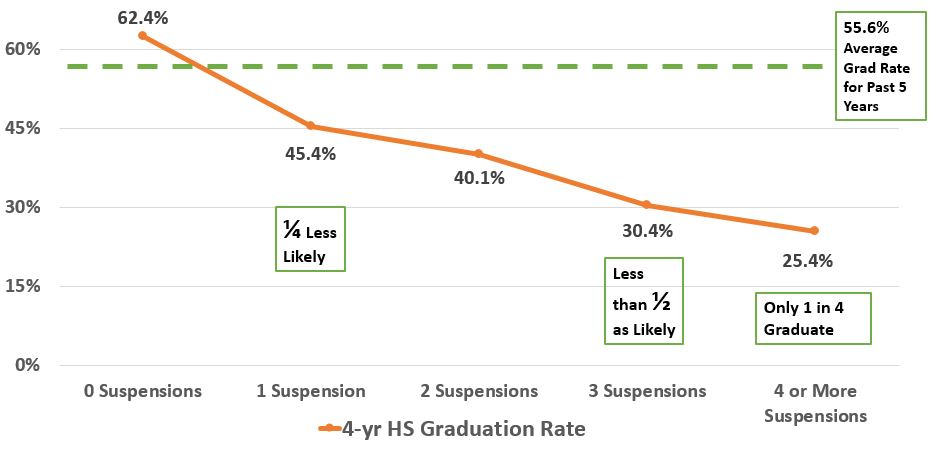 62.4%
55.6%
Average
Grad Rate
for Past 5
Years
60%
45%
45.4%
40.1%
30%
¼ Less
Likely
30.4%
25.4%
Less
than ½
as Likely
15%
Only 1 in 4
Graduate
0%
0 Suspensions
1 Suspension
2 Suspensions
3 Suspensions
4 or More
Suspensions
4-yr HS Graduation Rate